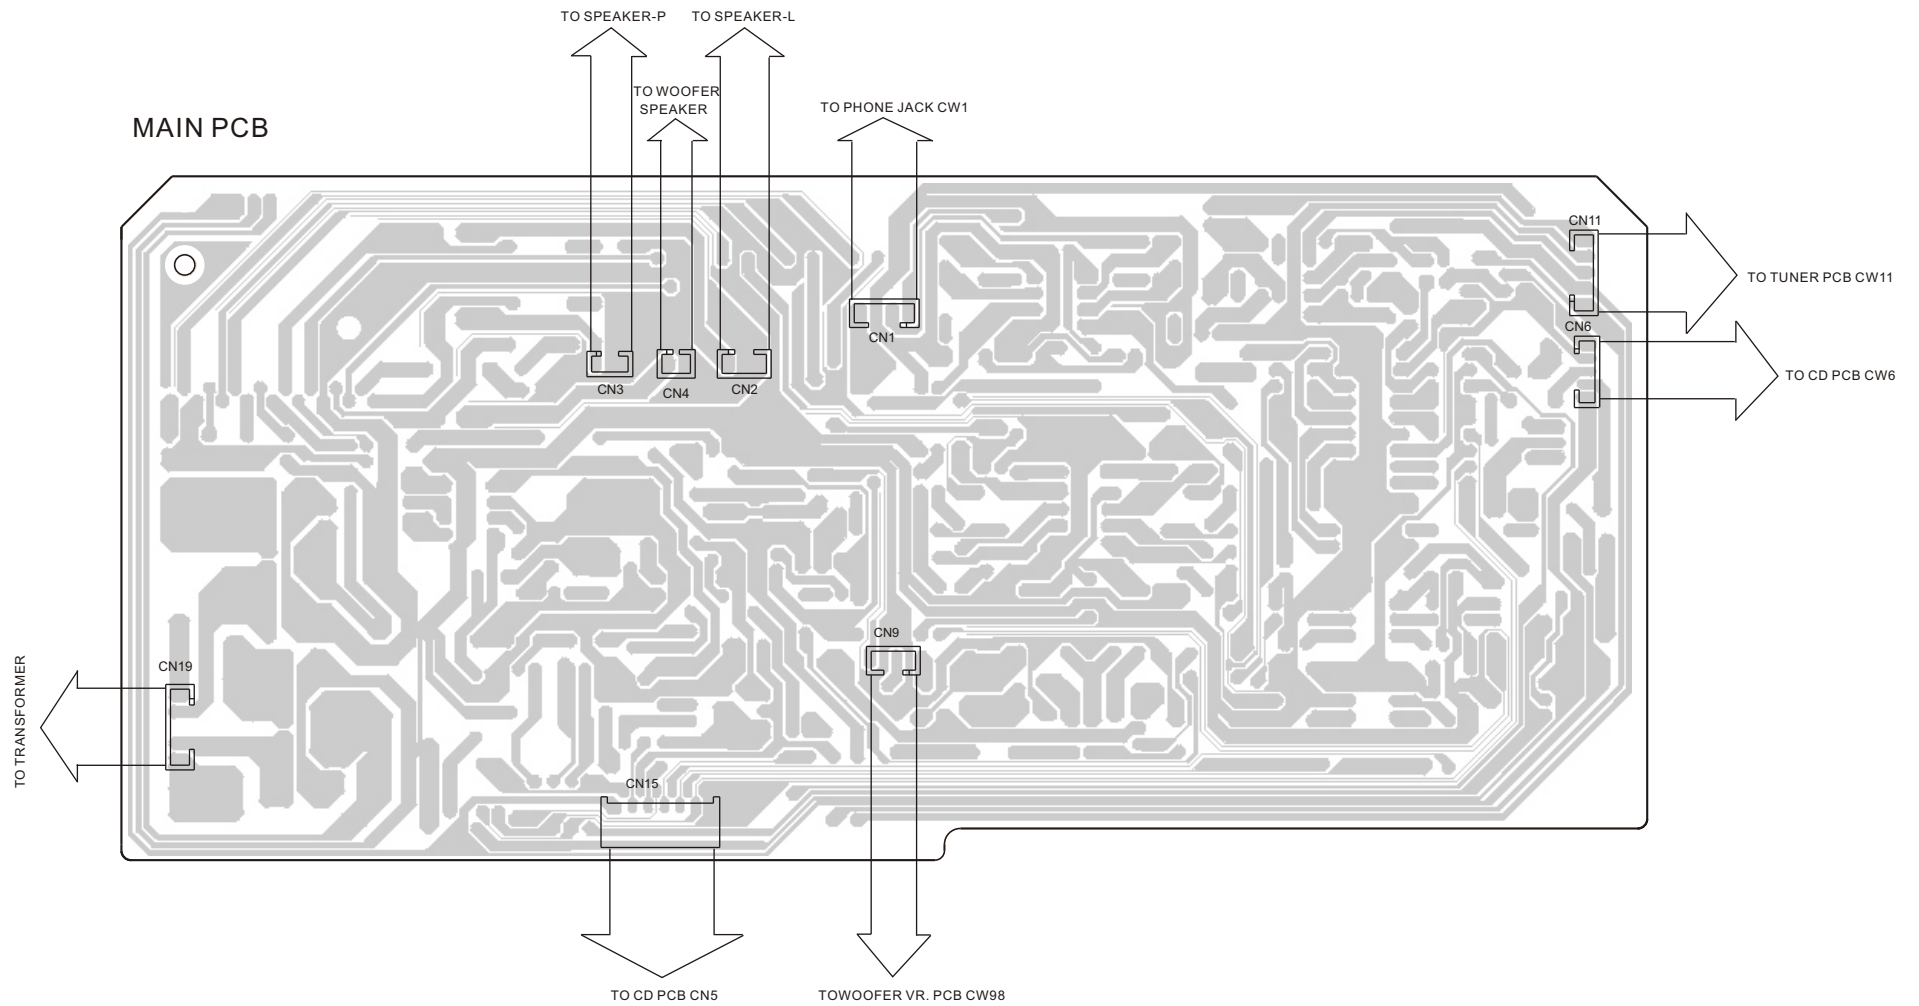 TO SPEAKER-P
TO SPEAKER-L
TO WOOFER
SPEAKER
TO PHONE JACK CW1
MAIN PCB
CN11
TO TUNER PCB CW11
CN6
CN1
TO CD PCB CW6
CN3
CN4
CN2
CN9
CN19
TO TRANSFORMER
CN15
TO CD PCB CN5
TOWOOFER VR. PCB CW98